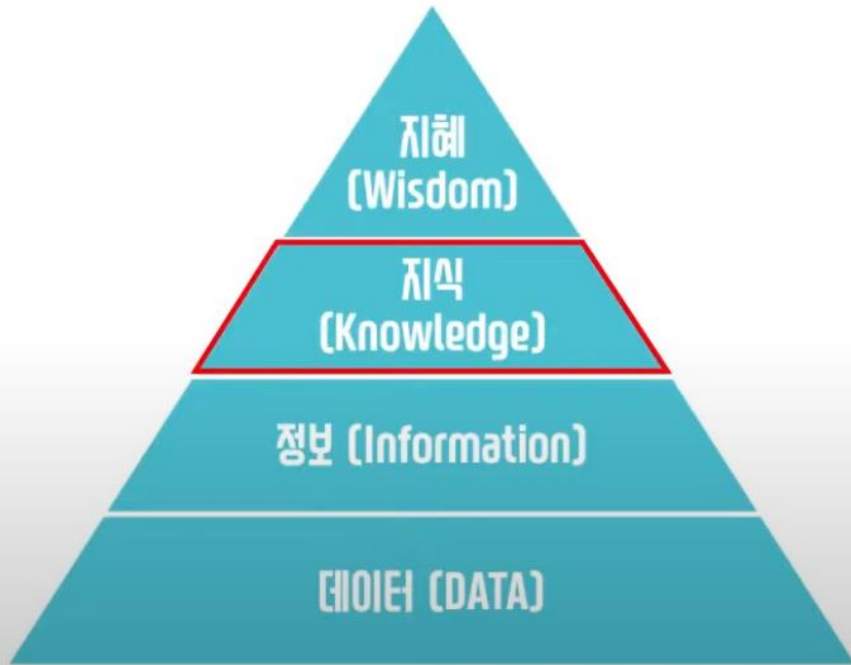 지혜
(Wisdom)
지식
(Knowledge)
정보 (Information)
데이터 (DATA)